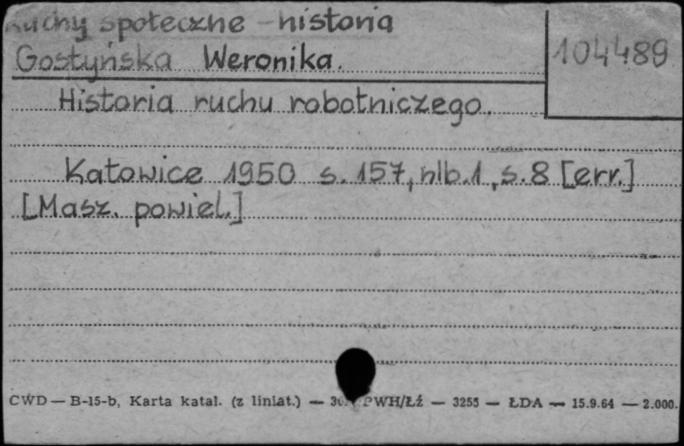 Ruchy społeczne - historia
Gostyńska Weronika.
104489
Historia ruchu robotniczego.
Katowice 1950 s. 157, nlb. 1, s. 8 [err.]
[Masz. powiel.]
CWD — B-15-b, Karta katal. (z liniat.) — PWH/Łź — 3255 — ŁDA — 15.9.64 — 2.000.